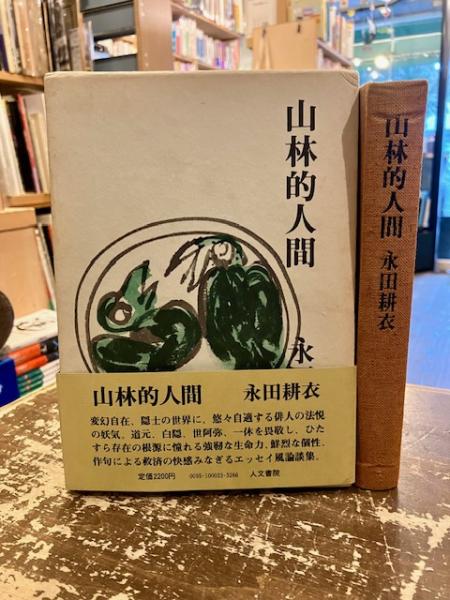 山林的人間
永
山林的人間 永田耕衣
変幻自在、隠士の世界に、悠々自適する俳人の法悦
の妖気。道元、白隠、世阿弥、一休を畏敬し、ひた
すら存在の根源に憧れる強靭な生命力、鮮烈な個性。
作句による救済の快感みなぎるエッセイ風論談集。
定価2200円 0095-100023-3266 人文書院
山林的人間 永田耕衣